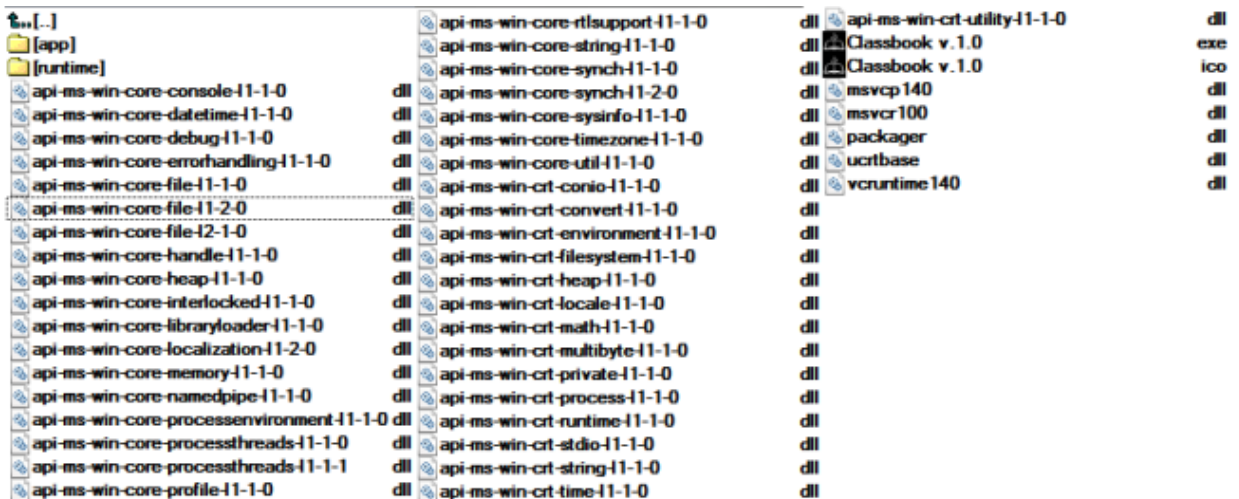 [..]
[app]
[runtime]
api-ms-win-core-console-l1-1-0 dll
api-ms-win-core-datetime-l1-1-0 dll
api-ms-win-core-debug-l1-1-0 dll
api-ms-win-core-errorhandling-l1-1-0 dll
api-ms-win-core-file-l1-1-0 dll
api-ms-win-core-file-l1-2-0 dll
api-ms-win-core-file-l2-1-0 dll
api-ms-win-core-handle-l1-1-0 dll
api-ms-win-core-heap-l1-1-0 dll
api-ms-win-core-interlocked-l1-1-0 dll
api-ms-win-core-libraryloader-l1-1-0 dll
api-ms-win-core-localization-l1-2-0 dll
api-ms-win-core-memory-l1-1-0 dll
api-ms-win-core-namedpipe-l1-1-0 dll
api-ms-win-core-processenvironment-l1-1-0 dll
api-ms-win-core-processthreads-l1-1-0 dll
api-ms-win-core-processthreads-l1-1-1 dll
api-ms-win-core-profile-l1-1-0 dll
api-ms-win-core-rtlsupport-l1-1-0 dll
api-ms-win-core-string-l1-1-0 dll
api-ms-win-core-synch-l1-1-0 dll
api-ms-win-core-synch-l1-2-0 dll
api-ms-win-core-sysinfo-l1-1-0 dll
api-ms-win-core-timezone-l1-1-0 dll
api-ms-win-core-util-l1-1-0 dll
api-ms-win-crt-conio-l1-1-0 dll
api-ms-win-crt-convert-l1-1-0 dll
api-ms-win-crt-environment-l1-1-0 dll
api-ms-win-crt-filesystem-l1-1-0 dll
api-ms-win-crt-heap-l1-1-0 dll
api-ms-win-crt-locale-l1-1-0 dll
api-ms-win-crt-math-l1-1-0 dll
api-ms-win-crt-multibyte-l1-1-0 dll
api-ms-win-crt-private-l1-1-0 dll
api-ms-win-crt-process-l1-1-0 dll
api-ms-win-crt-runtime-l1-1-0 dll
api-ms-win-crt-stdio-l1-1-0 dll
api-ms-win-crt-string-l1-1-0 dll
api-ms-win-crt-time-l1-1-0 dll
api-ms-win-crt-utility-l1-1-0 dll
Classbook v.1.0 exe
Classbook v.1.0 ico
msvcp140 dll
msvcr100 dll
packager dll
ucrtbase dll
vcruntime140 dll